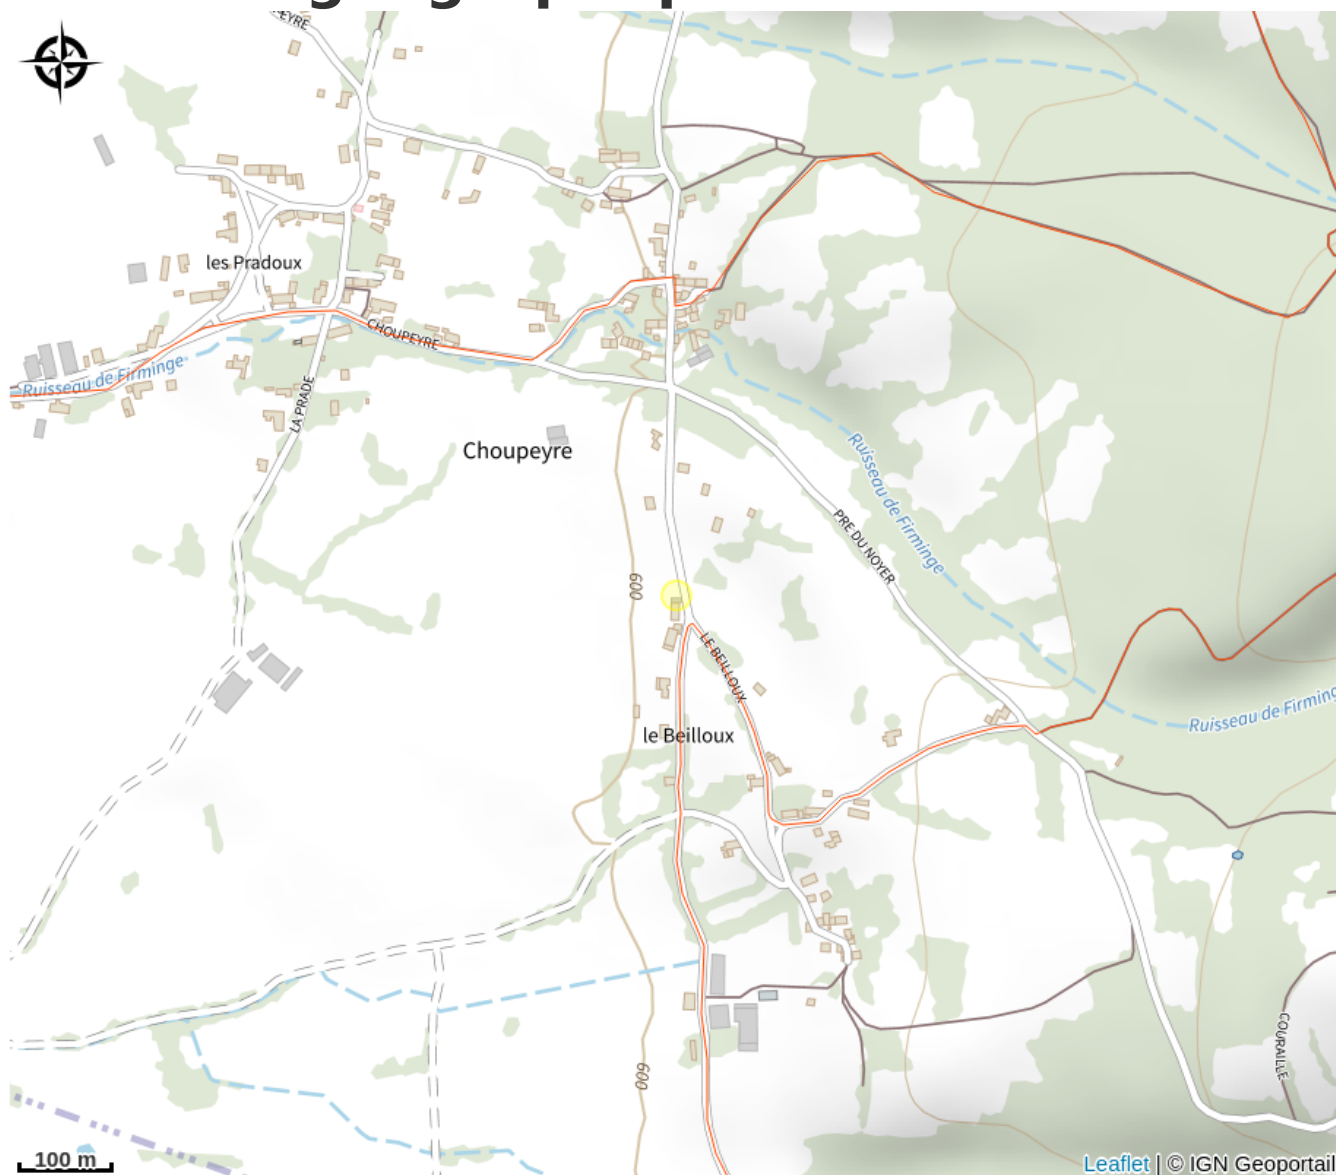 EYRE
les Pradoux
CHOUPEYRE
Ruisseau de Firminge
LA PRADE
Choupeyre
Ruisseau de Firminge
PRE DU NOYER
600
LE BEILLOUX
Ruisseau de Firming
le Beilloux
COURAILLE
600
100 m
Leaflet | © IGN Geoportail